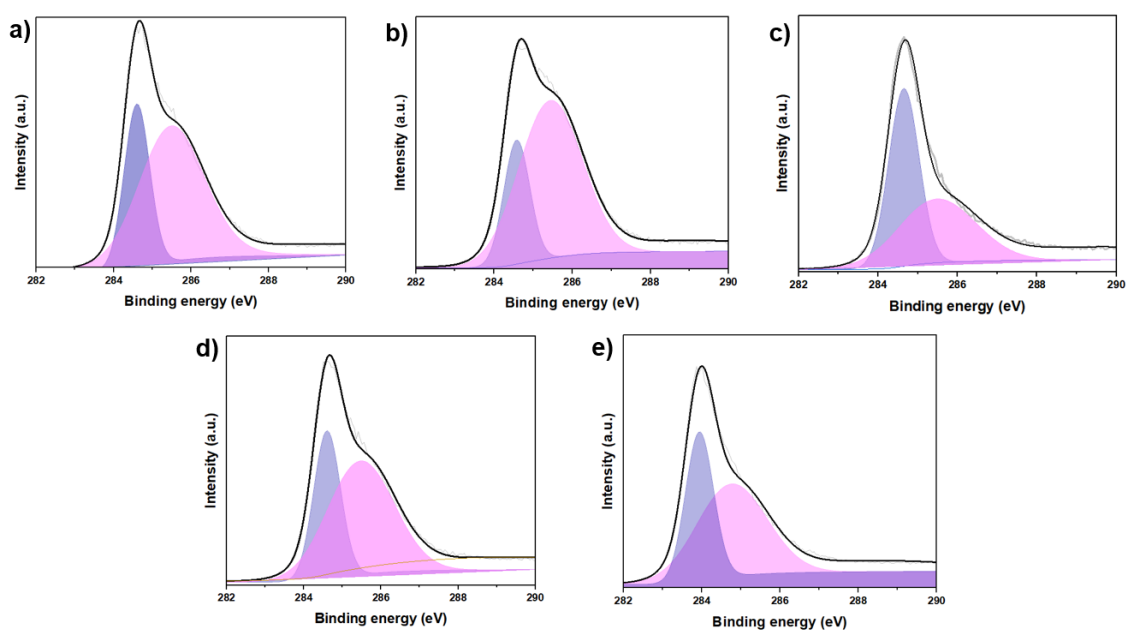 a)
Intensity (a.u.)
282 284 286 288 290
Binding energy (eV)
b)
Intensity (a.u.)
282 284 286 288 290
Binding energy (eV)
c)
Intensity (a.u.)
282 284 286 288 290
Binding energy (eV)
d)
Intensity (a.u.)
282 284 286 288 290
Binding energy (eV)
e)
Intensity (a.u.)
282 284 286 288 290
Binding energy (eV)